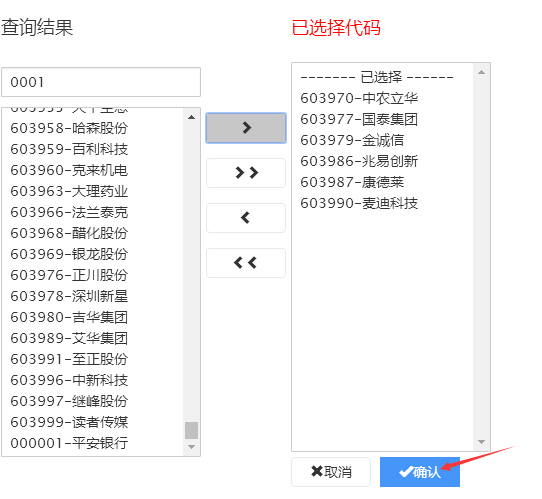 查询结果
0001
603958-哈森股份
603959-百利科技
603960-克来机电
603963-大理药业
603966-法兰泰克
603968-醋化股份
603969-银龙股份
603976-正川股份
603978-深圳新星
603980-吉华集团
603989-艾华集团
603991-至正股份
603996-中新科技
603997-继峰股份
603999-读者传媒
000001-平安银行
>
>>
<
<<
已选择代码
------- 已选择 ------
603970-中农立华
603977-国泰集团
603979-金诚信
603986-兆易创新
603987-康德莱
603990-麦迪科技
取消
确认